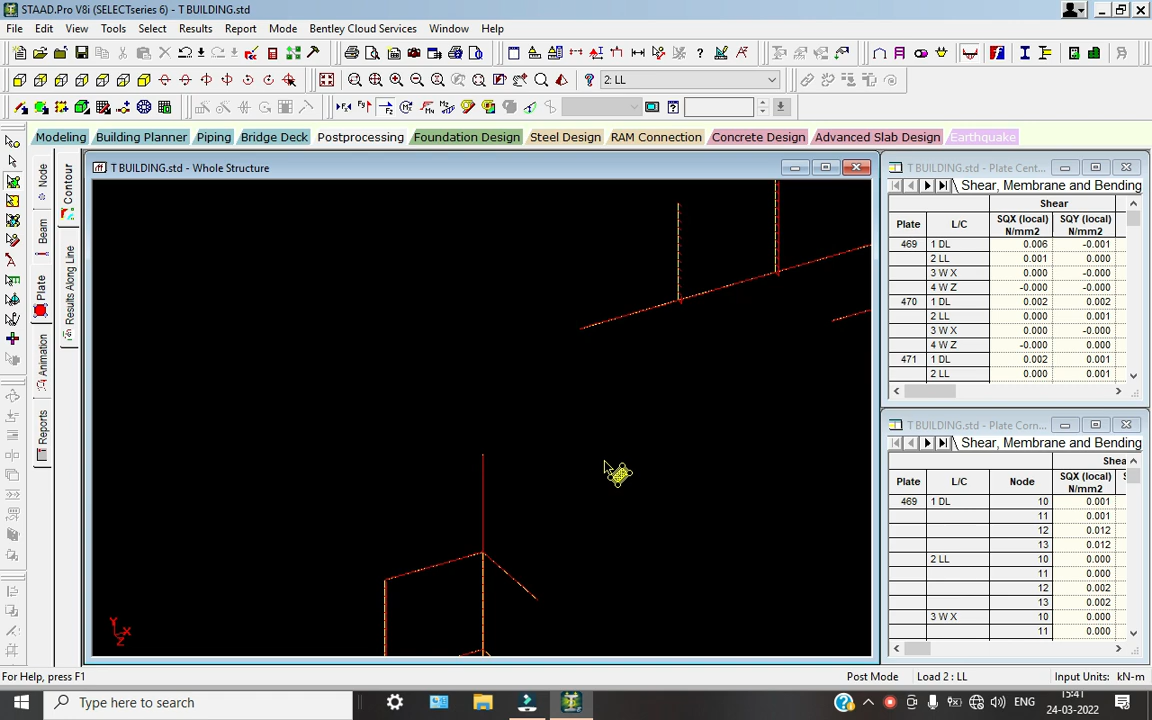 STAAD.Pro V8i (SELECTseries 6) - T BUILDING.std
File Edit View Tools Select Results Report Mode Bentley Cloud Services Window Help
2: LL
Modeling Building Planner Piping Bridge Deck Postprocessing Foundation Design Steel Design RAM Connection Concrete Design Advanced Slab Design Earthquake
T BUILDING.std - Whole Structure
Node
Beam
Plate
Animation
Reports
Contour
Results Along Line
Y
X
Z
T BUILDING.std - Plate Cent...
Shear, Membrane and Bending
Shear
Plate L/C SQX (local) N/mm2 SQY (local) N/mm2
469 1 DL 0.006 -0.001
2 LL 0.001 0.000
3 W X 0.000 -0.000
4 W Z -0.000 -0.000
470 1 DL 0.002 0.002
2 LL 0.000 0.001
3 W X 0.000 -0.000
4 W Z -0.000 0.000
471 1 DL 0.002 0.001
2 LL 0.000 0.001
T BUILDING.std - Plate Corn...
Shear, Membrane and Bending
Shea
Plate L/C Node SQX (local) N/mm2
469 1 DL 10 0.001
11 0.001
12 0.012
13 0.012
2 LL 10 0.000
11 0.000
12 0.002
13 0.002
3 W X 10 0.000
11 0.000
For Help, press F1
Post Mode Load 2 : LL Input Units: kN-m
Type here to search
ENG
15:41
24-03-2022